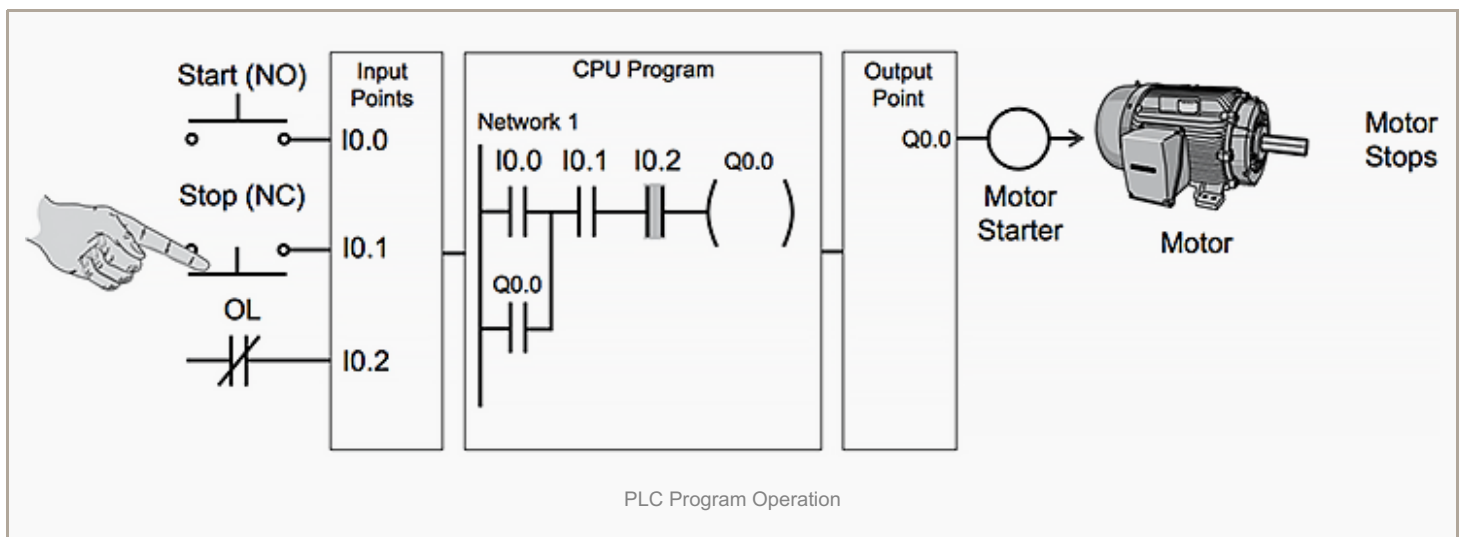 Start (NO)
Input
Points
CPU Program
Output
Point
Motor
Stops
Network 1
I0.0
I0.0
I0.1
I0.2
Q0.0
Q0.0
Stop (NC)
I0.1
Motor
Starter
Motor
Q0.0
OL
I0.2
PLC Program Operation